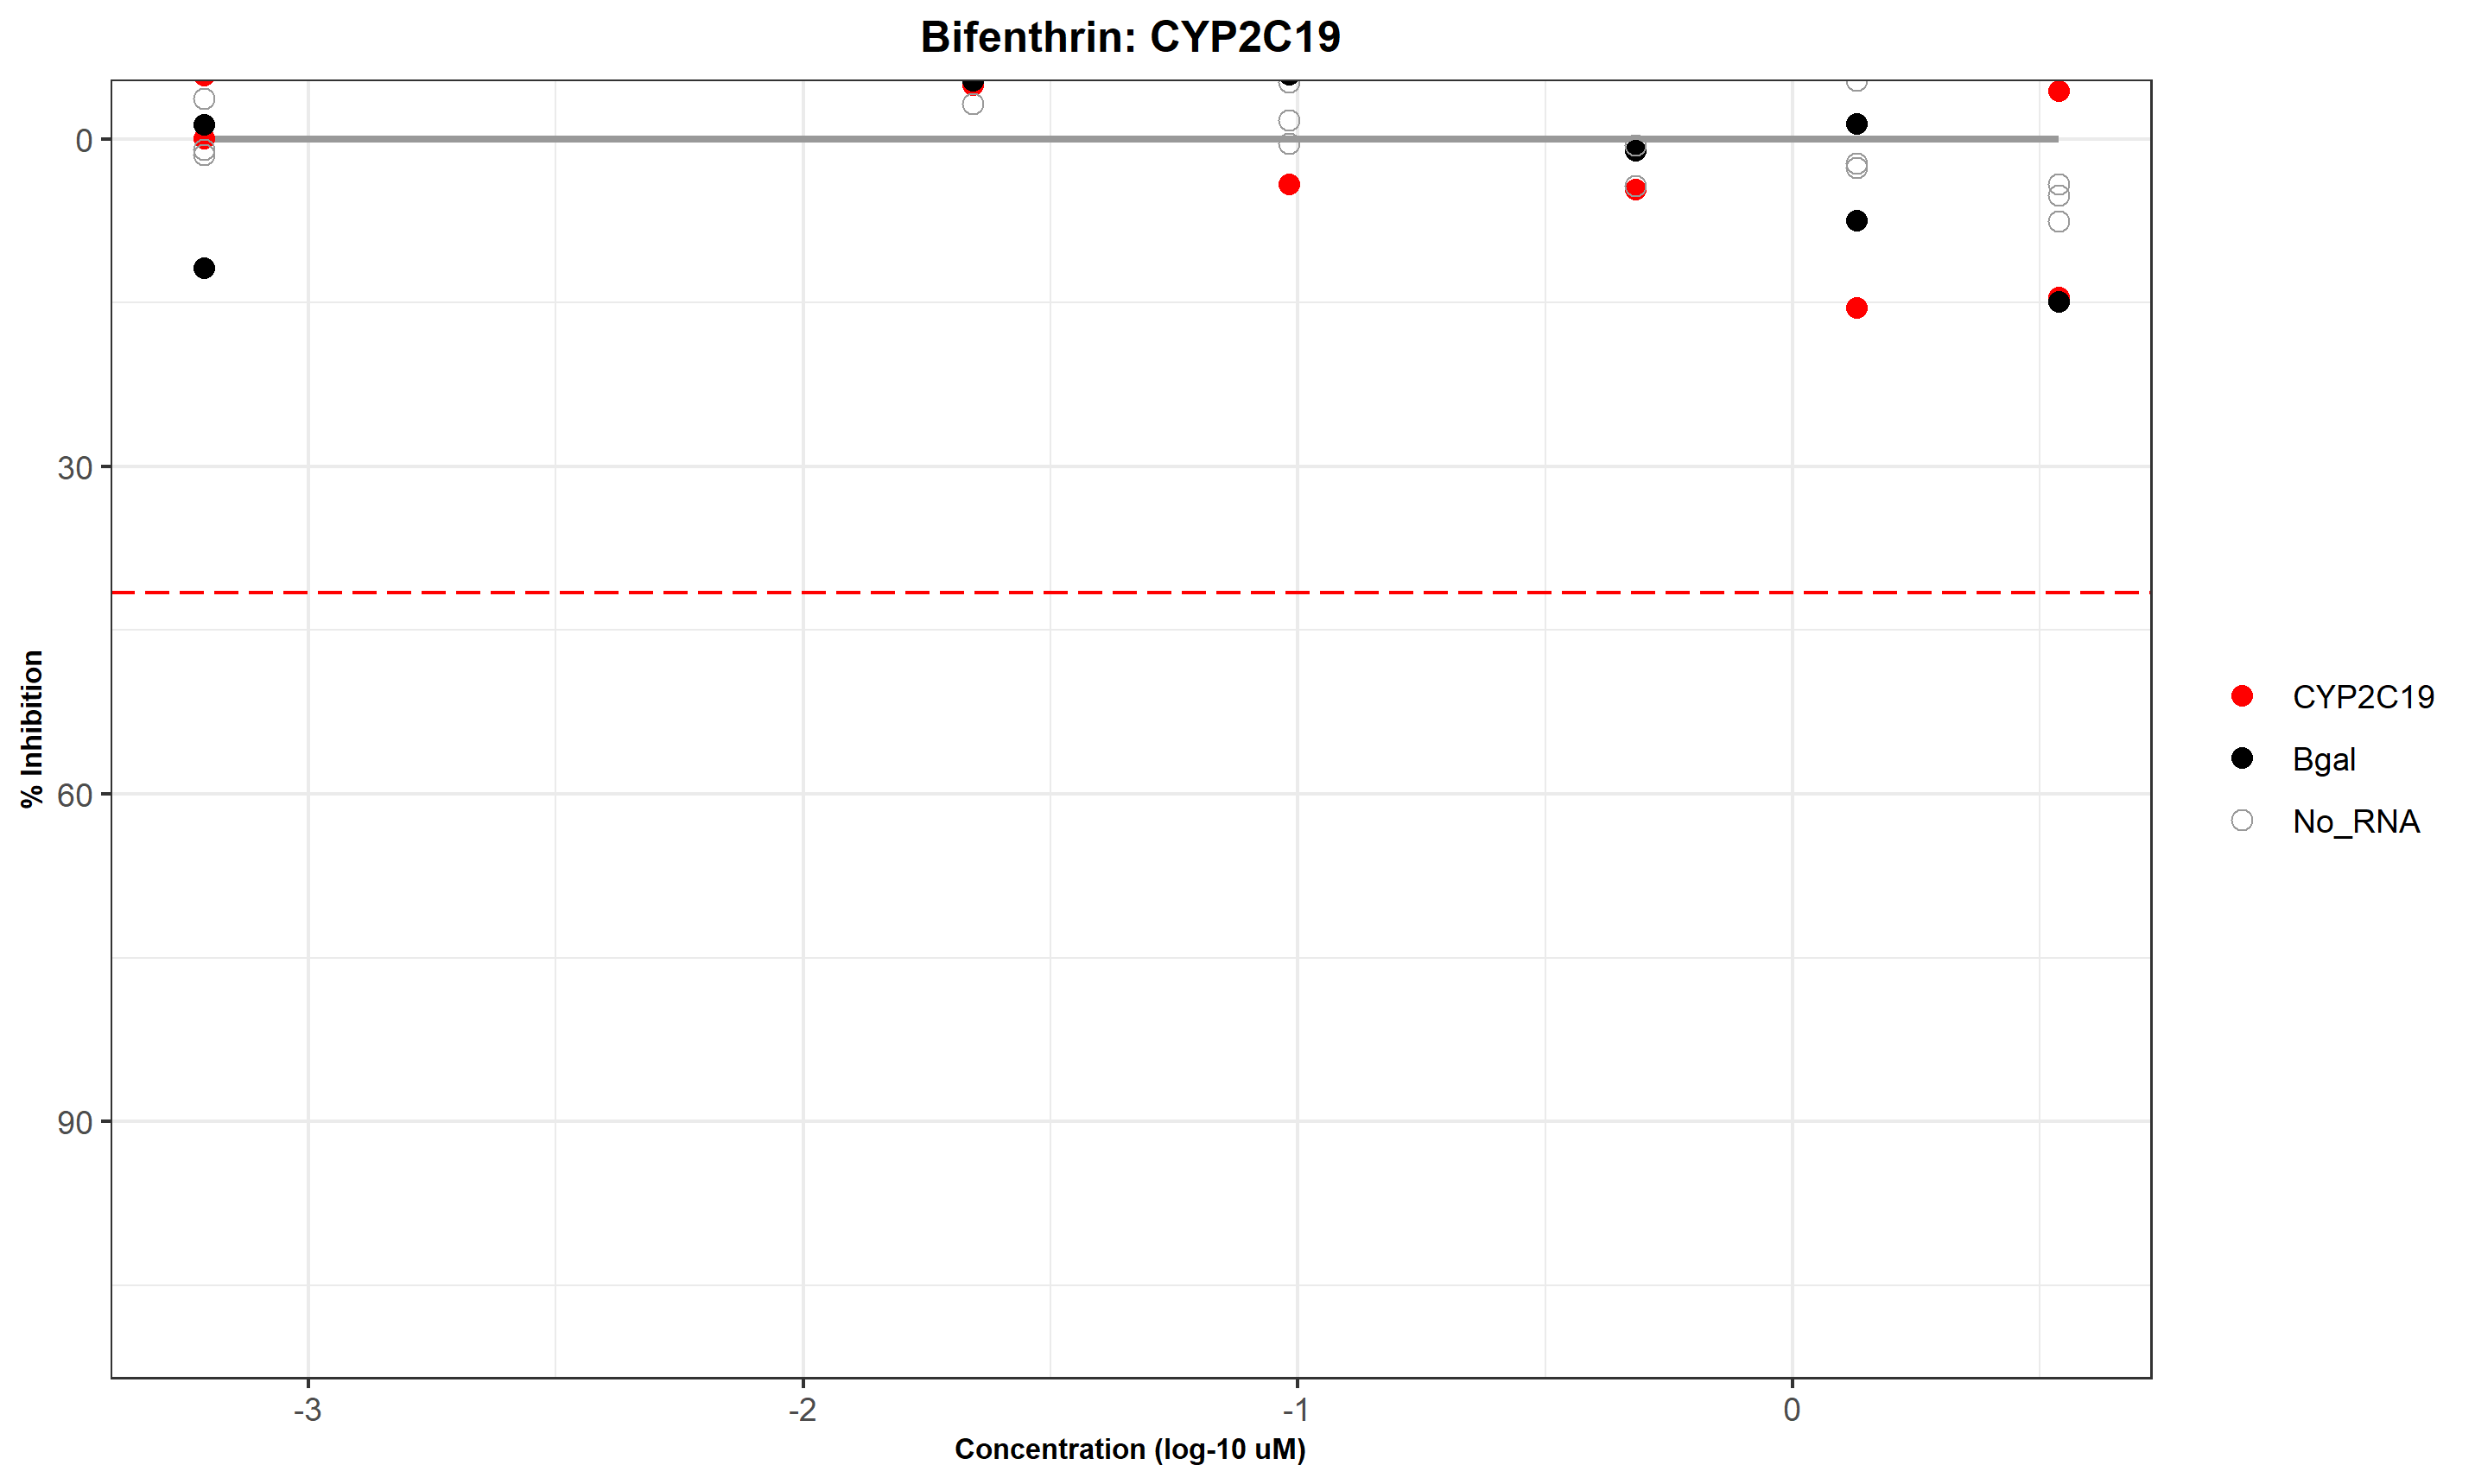 Bifenthrin: CYP2C19
0
30
60
90
% Inhibition
-3
-2
-1
0
Concentration (log-10 uM)
CYP2C19
Bgal
No_RNA